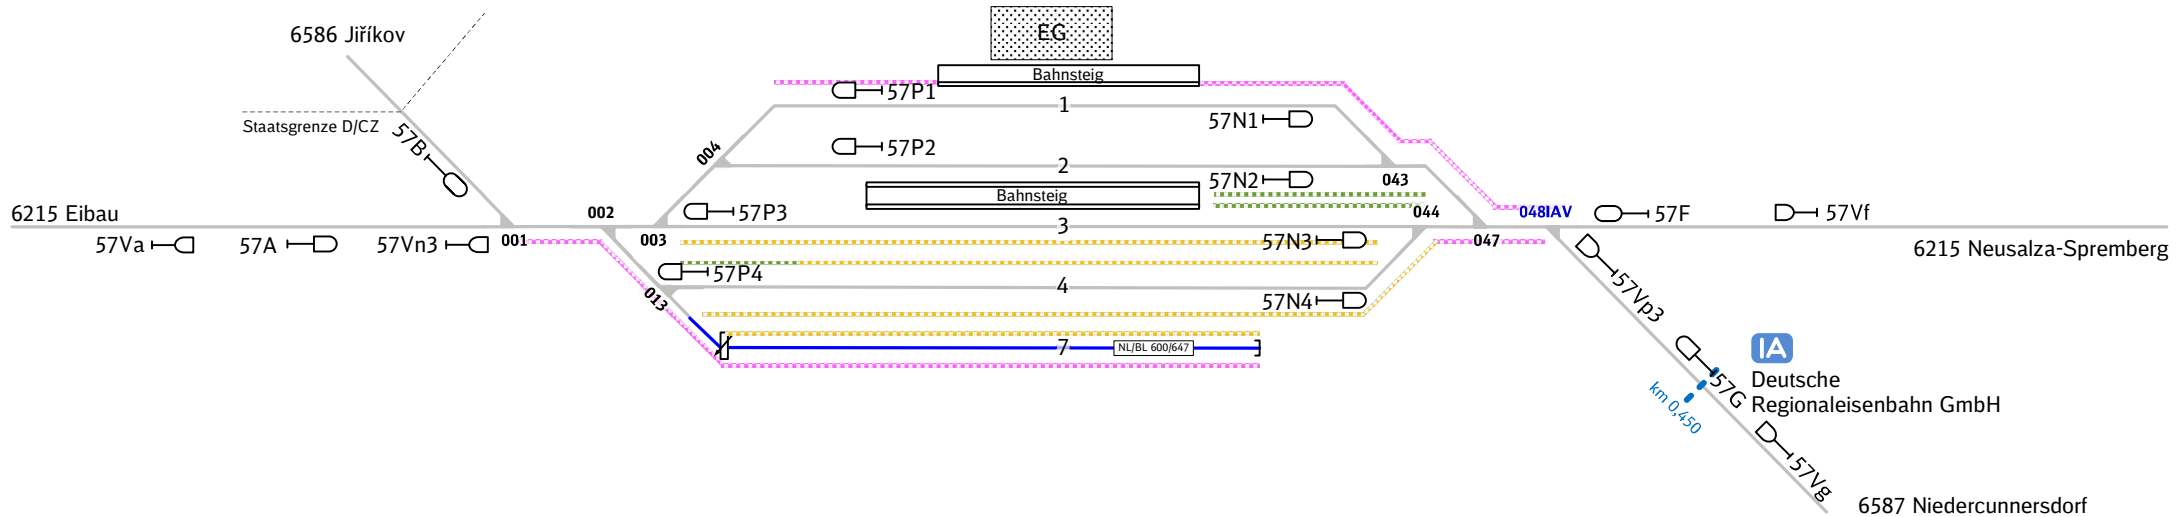 EG
6586 Jiříkov
Bahnsteig
57P1
1
57N1
Staatsgrenze D/CZ
57B
004
57P2
2
57N2
043
Bahnsteig
6215 Eibau
002
57P3
044
048IAV
57F
57Vf
3
57Va
57A
57Vn3
001
003
57N3
047
6215 Neusalza-Spremberg
57P4
013
4
57N4
57Vp3
7
NL/BL 600/647
IA
57G
Deutsche
Regionaleisenbahn GmbH
km 0,450
57Vg
6587 Niedercunnersdorf